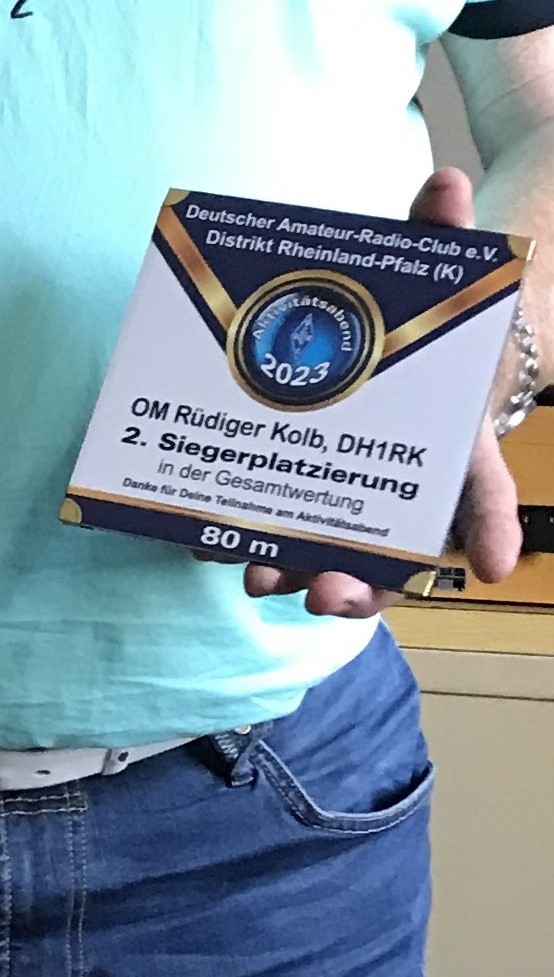 Deutscher Amateur-Radio-Club e.V.
Distrikt Rheinland-Pfalz (K)
Aktivitätsabend
2023
OM Rüdiger Kolb, DH1RK
2. Siegerplatzierung
in der Gesamtwertung
Danke für Deine Teilnahme am Aktivitätsabend
80 m